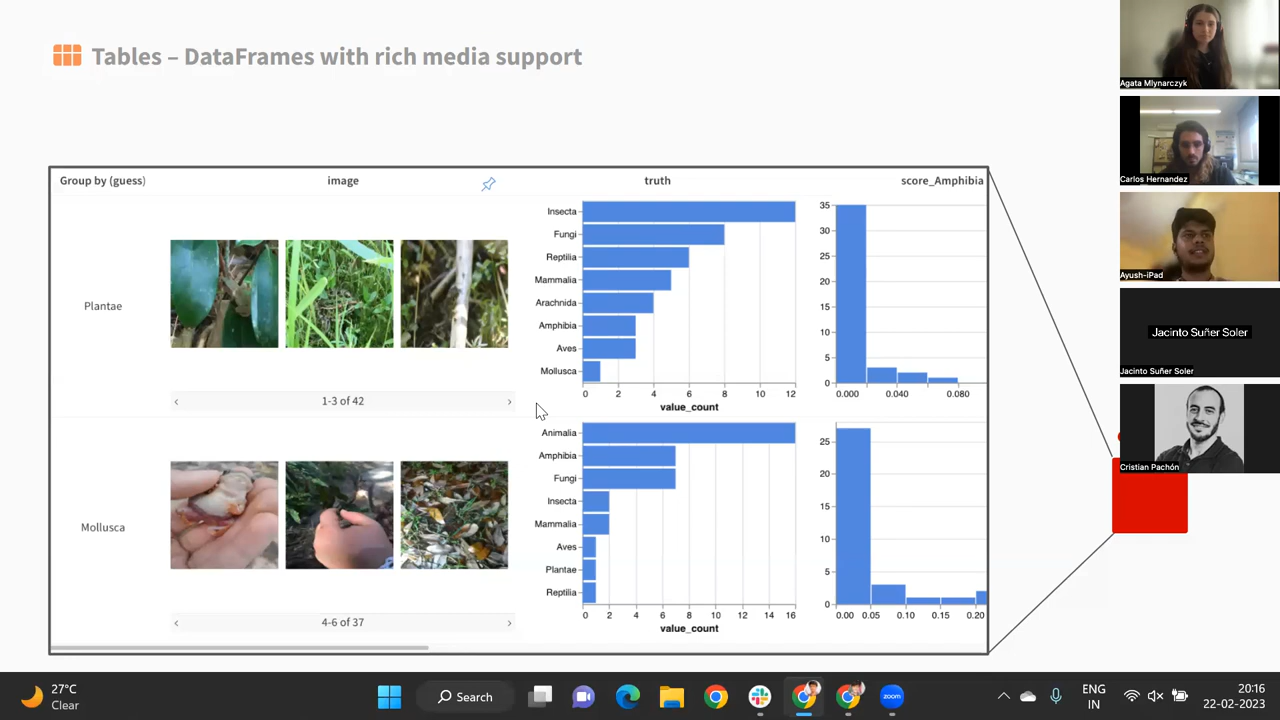 Tables – DataFrames with rich media support
Group by (guess)
image
truth
score_Amphibia
Plantae
1-3 of 42
Insecta
Fungi
Reptilia
Mammalia
Arachnida
Amphibia
Aves
Mollusca
0 2 4 6 8 10 12
value_count
35
30
25
20
15
10
5
0
0.000 0.040 0.080
Mollusca
4-6 of 37
Animalia
Amphibia
Fungi
Insecta
Mammalia
Aves
Plantae
Reptilia
0 2 4 6 8 10 12 14 16
value_count
25
20
15
10
5
0
0.00 0.05 0.10 0.15 0.20
Agata Mlynarczyk
Carlos Hernandez
Ayush-iPad
Jacinto Suñer Soler
Jacinto Suñer Soler
Cristian Pachón
27°C
Clear
Search
zoom
ENG
IN
20:16
22-02-2023